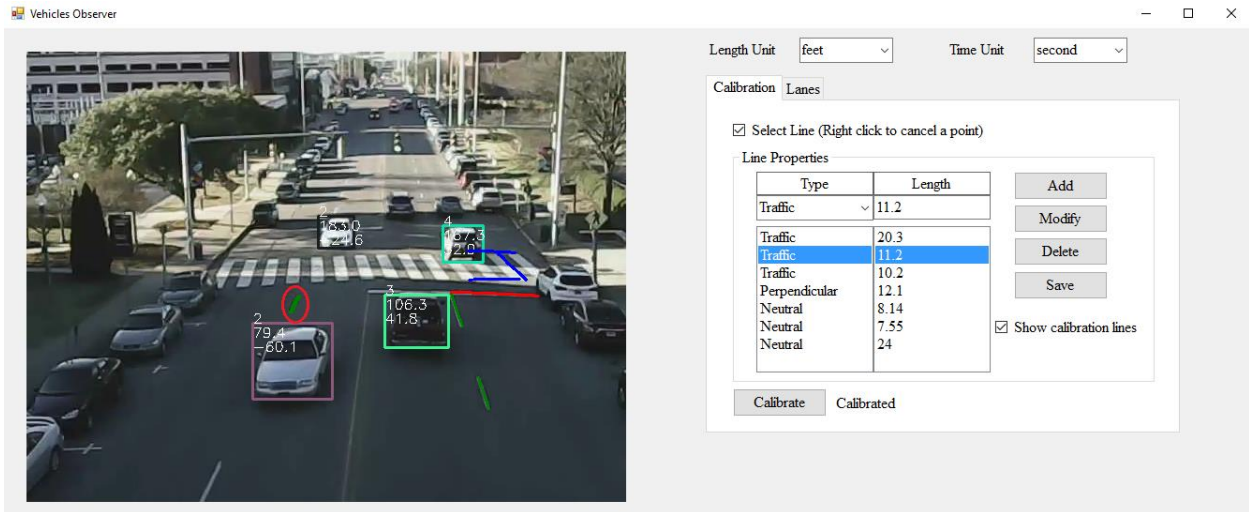 Vehicles Observer
Length Unit feet Time Unit second
Calibration Lanes
Select Line (Right click to cancel a point)
Line Properties
Type Length
Traffic 11.2
Traffic 20.3
Traffic 11.2
Traffic 10.2
Perpendicular 12.1
Neutral 8.14
Neutral 7.55
Neutral 24
Add
Modify
Delete
Save
Show calibration lines
Calibrate Calibrated
2
183.0
4
3
106.3
41.8
2
79.4
-60.1